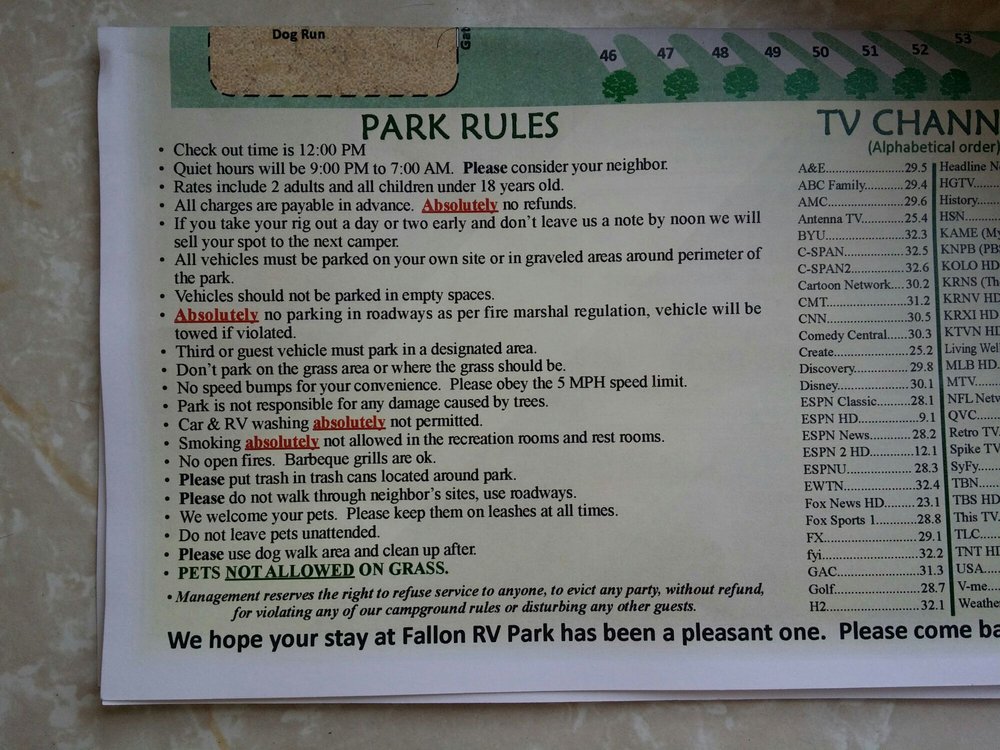 Dog Run
Gat
46 47 48 49 50 51 52 53
PARK RULES
• Check out time is 12:00 PM
• Quiet hours will be 9:00 PM to 7:00 AM. Please consider your neighbor.
• Rates include 2 adults and all children under 18 years old.
• All charges are payable in advance. Absolutely no refunds.
• If you take your rig out a day or two early and don't leave us a note by noon we will
sell your spot to the next camper.
• All vehicles must be parked on your own site or in graveled areas around perimeter of
the park.
• Vehicles should not be parked in empty spaces.
• Absolutely no parking in roadways as per fire marshal regulation, vehicle will be
towed if violated.
• Third or guest vehicle must park in a designated area.
• Don't park on the grass area or where the grass should be.
• No speed bumps for your convenience. Please obey the 5 MPH speed limit.
• Park is not responsible for any damage caused by trees.
• Car & RV washing absolutely not permitted.
• Smoking absolutely not allowed in the recreation rooms and rest rooms.
• No open fires. Barbeque grills are ok.
• Please put trash in trash cans located around park.
• Please do not walk through neighbor's sites, use roadways.
• We welcome your pets. Please keep them on leashes at all times.
• Do not leave pets unattended.
• Please use dog walk area and clean up after.
• PETS NOT ALLOWED ON GRASS.
• Management reserves the right to refuse service to anyone, to evict any party, without refund,
for violating any of our campground rules or disturbing any other guests.
TV CHANN
(Alphabetical order)
A&E....................29.5
ABC Family..........29.4
AMC...................29.6
Antenna TV..........25.4
BYU....................32.3
C-SPAN...............32.5
C-SPAN2..............32.6
Cartoon Network....30.2
CMT....................31.2
CNN....................30.5
Comedy Central......30.3
Create..................25.2
Discovery..............29.8
Disney..................30.1
ESPN Classic.........28.1
ESPN HD...............9.1
ESPN News...........28.2
ESPN 2 HD............12.1
ESPNU.................28.3
EWTN..................32.4
Fox News HD.........23.1
Fox Sports 1..........28.8
FX.......................29.1
fyi.......................32.2
GAC....................31.3
Golf.....................28.7
H2.......................32.1
Headline Ne
HGTV
History
HSN
KAME (My
KNPB (PB
KOLO HD
KRNS (Th
KRNV HD
KRXI HD
KTVN HD
Living Wel
MLB HD
MTV
NFL Netw
QVC
Retro TV
Spike TV
SyFy
TBN
TBS HD
This TV
TLC
TNT HD
USA
V-me
Weathe
We hope your stay at Fallon RV Park has been a pleasant one. Please come ba